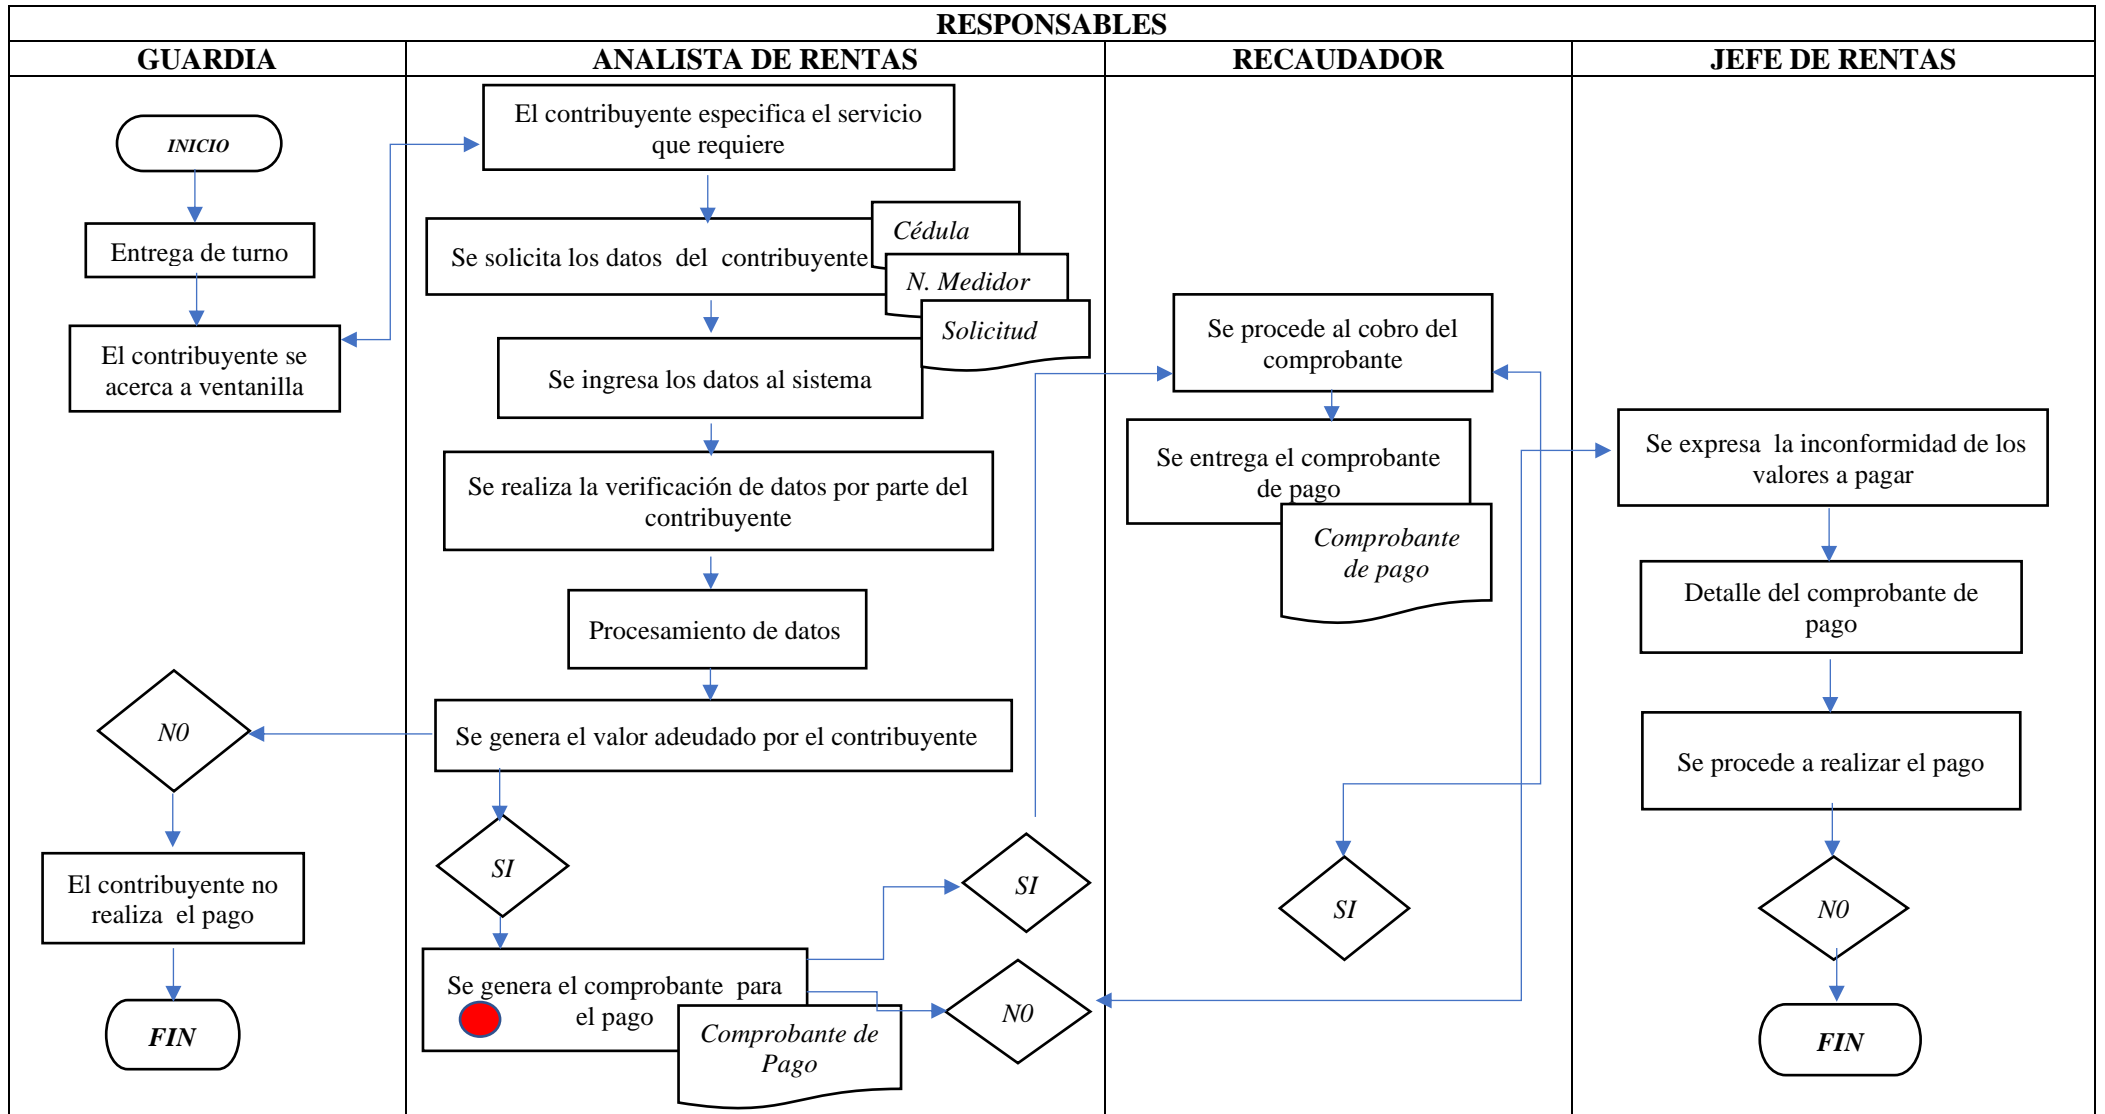 RESPONSABLES
GUARDIA
ANALISTA DE RENTAS
RECAUDADOR
JEFE DE RENTAS
INICIO
Entrega de turno
El contribuyente se
acerca a ventanilla
N0
El contribuyente no
realiza el pago
FIN
El contribuyente especifica el servicio
que requiere
Se solicita los datos del contribuyente
Cédula
N. Medidor
Solicitud
Se ingresa los datos al sistema
Se realiza la verificación de datos por parte del
contribuyente
Procesamiento de datos
Se genera el valor adeudado por el contribuyente
SI
Se genera el comprobante para
el pago
Comprobante de
Pago
SI
N0
Se procede al cobro del
comprobante
Se entrega el comprobante
de pago
Comprobante
de pago
SI
Se expresa la inconformidad de los
valores a pagar
Detalle del comprobante de
pago
Se procede a realizar el pago
N0
FIN